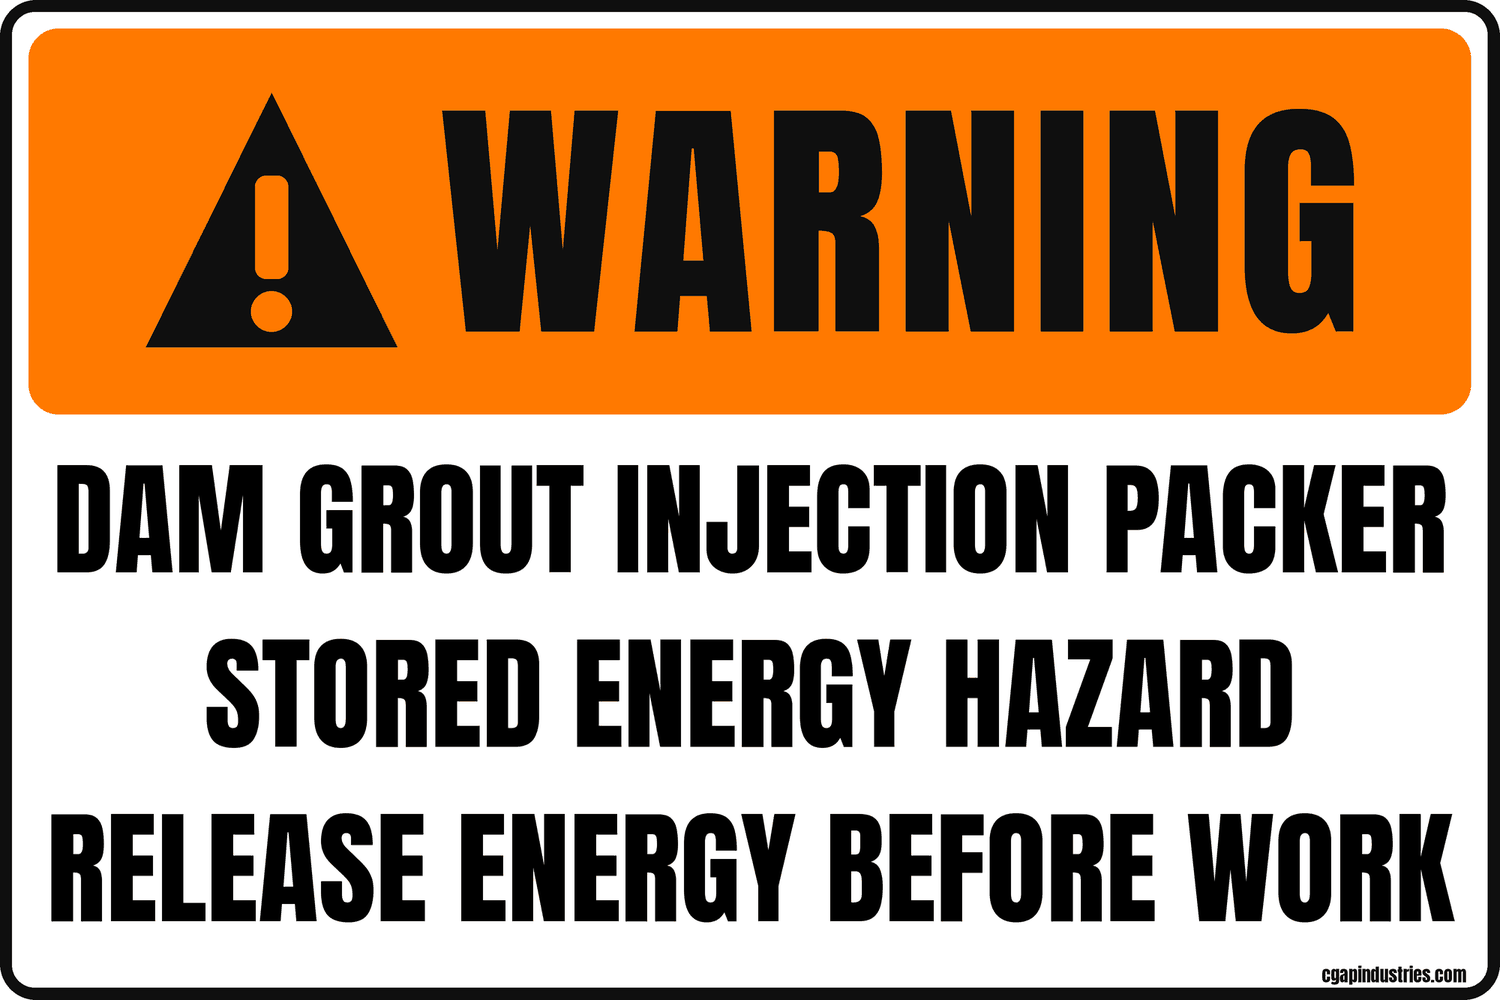 WARNING
DAM GROUT INJECTION PACKER
STORED ENERGY HAZARD
RELEASE ENERGY BEFORE WORK
cgapindustries.com